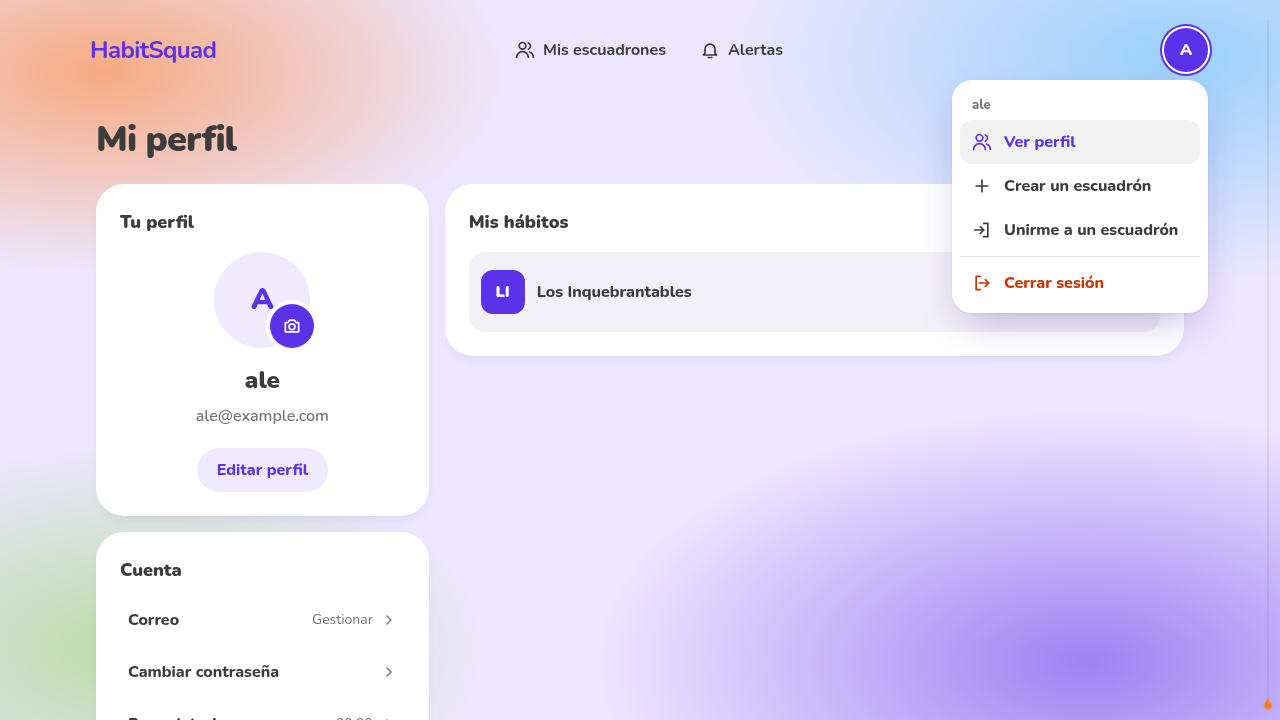 HabitSquad
Mis escuadrones
Alertas
A
ale
Ver perfil
Crear un escuadrón
Unirme a un escuadrón
Cerrar sesión
Mi perfil
Tu perfil
A
ale
ale@example.com
Editar perfil
Mis hábitos
LI
Los Inquebrantables
Cuenta
Correo
Gestionar
Cambiar contraseña